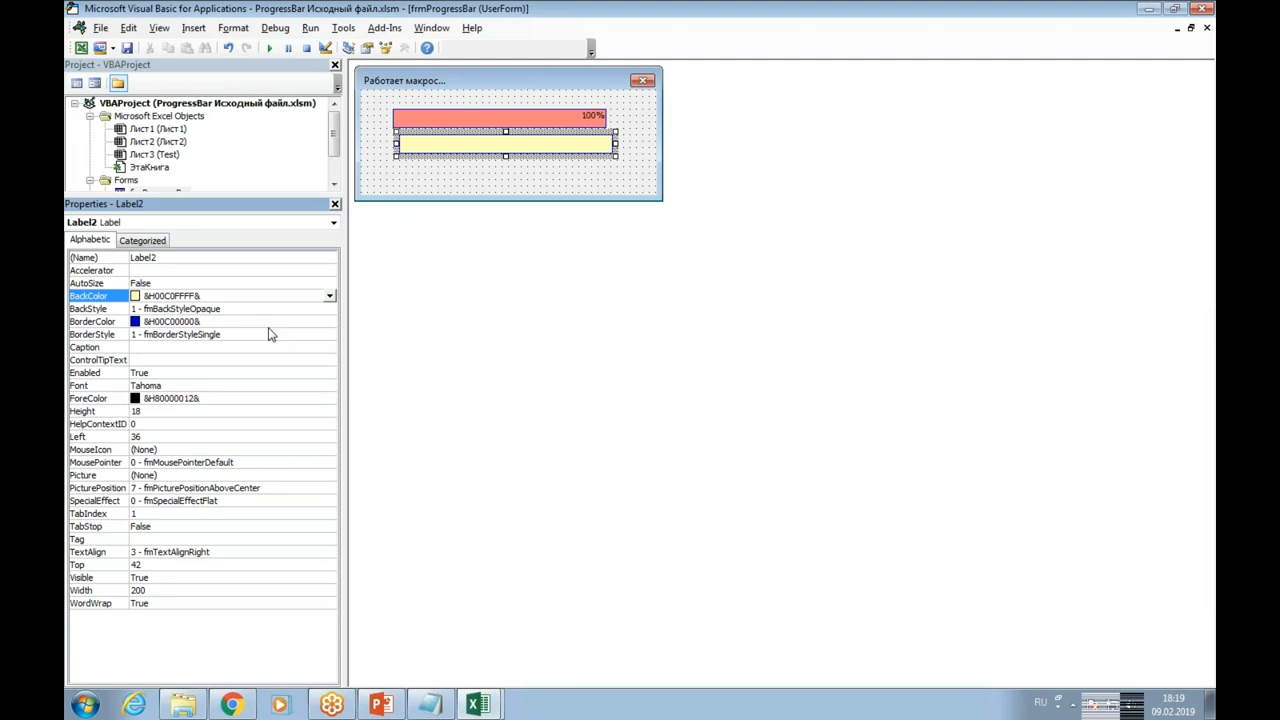 Microsoft Visual Basic for Applications - ProgressBar Исходный файл.xlsm - [frmProgressBar (UserForm)]
File Edit View Insert Format Debug Run Tools Add-Ins Window Help
Project - VBAProject
VBAProject (ProgressBar Исходный файл.xlsm)
Microsoft Excel Objects
Лист1 (Лист1)
Лист2 (Лист2)
Лист3 (Test)
ЭтаКнига
Forms
Properties - Label2
Label2 Label
Alphabetic Categorized
(Name) Label2
Accelerator
AutoSize False
BackColor &H00C0FFFF&
BackStyle 1 - fmBackStyleOpaque
BorderColor &H00C00000&
BorderStyle 1 - fmBorderStyleSingle
Caption
ControlTipText
Enabled True
Font Tahoma
ForeColor &H80000012&
Height 18
HelpContextID 0
Left 36
MouseIcon (None)
MousePointer 0 - fmMousePointerDefault
Picture (None)
PicturePosition 7 - fmPicturePositionAboveCenter
SpecialEffect 0 - fmSpecialEffectFlat
TabIndex 1
TabStop False
Tag
TextAlign 3 - fmTextAlignRight
Top 42
Visible True
Width 200
WordWrap True
Работает макрос...
100%
RU
18:19
09.02.2019